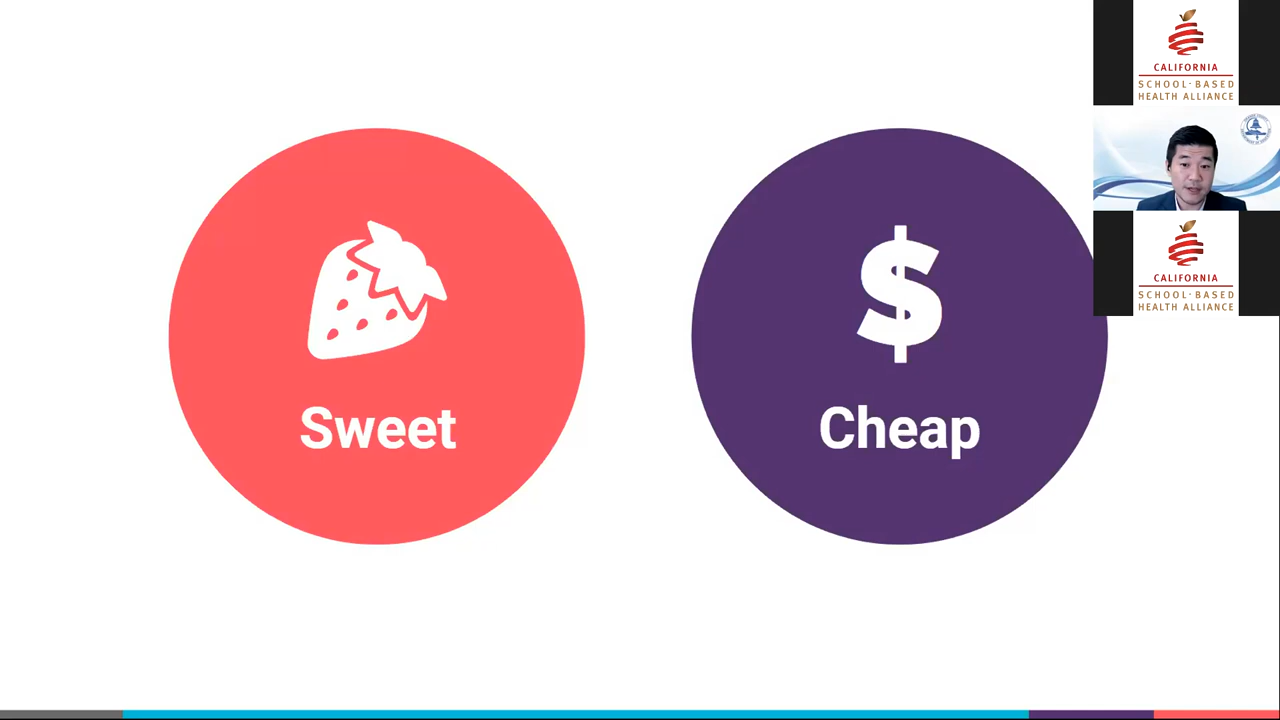 Sweet
$
Cheap
CALIFORNIA
SCHOOL-BASED
HEALTH ALLIANCE
CALIFORNIA
SCHOOL-BASED
HEALTH ALLIANCE